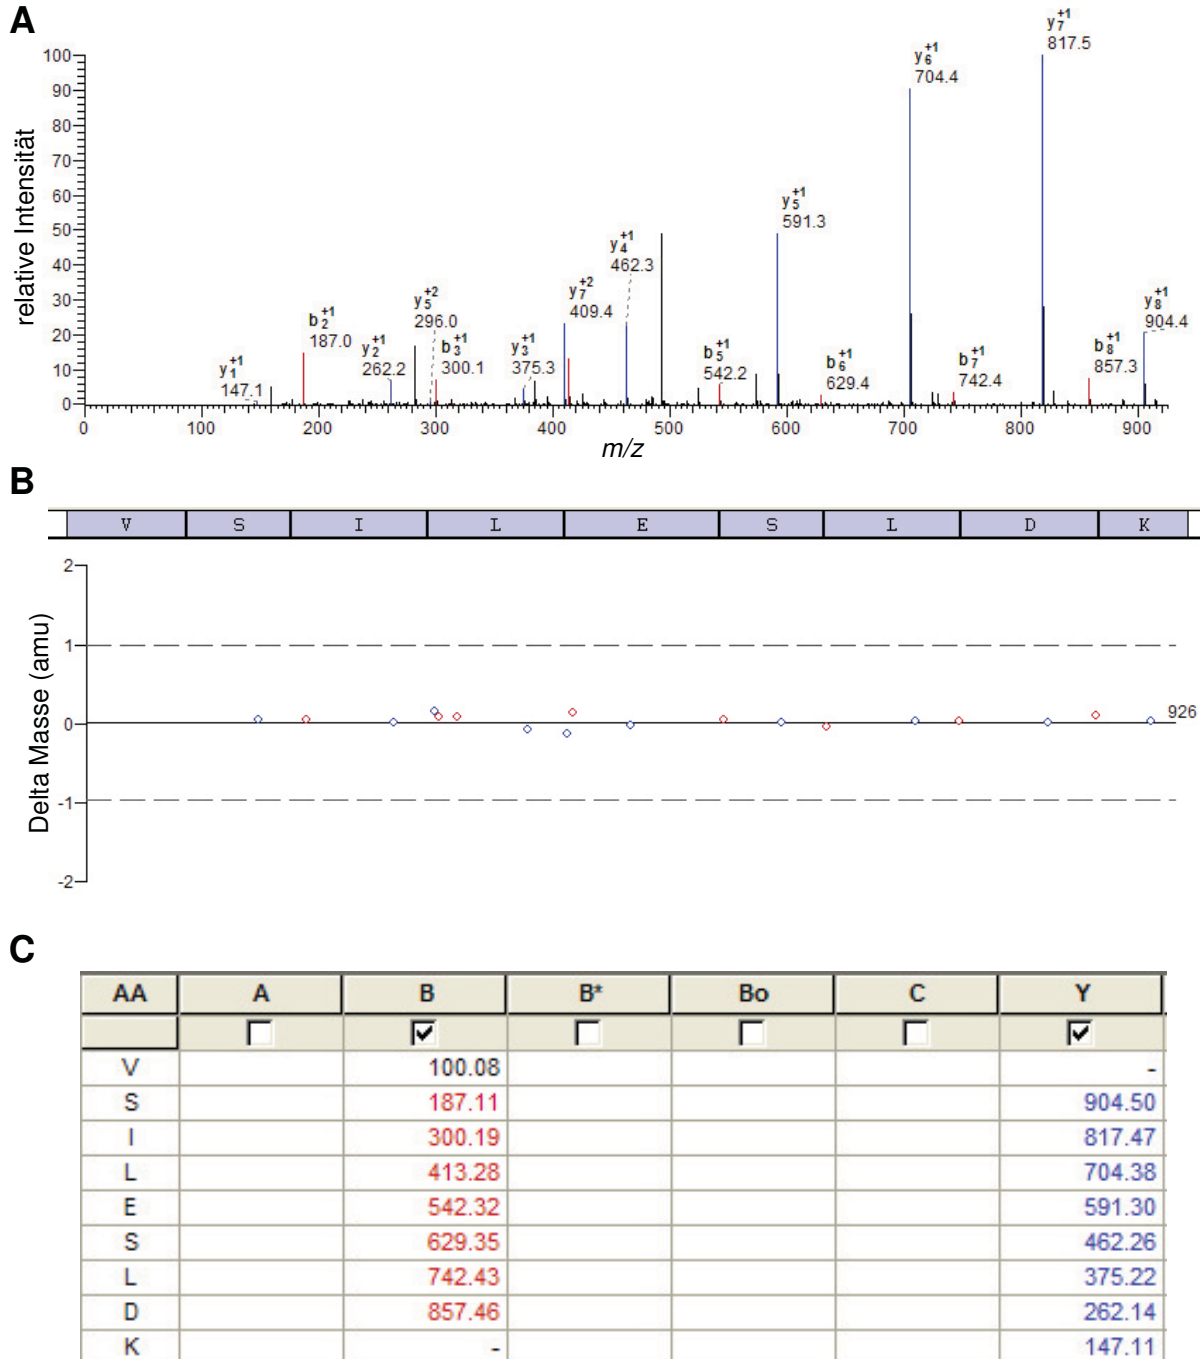 A
y7+1
817.5
y6+1
704.4
100
90
80
70
60
50
40
30
20
10
0
relative Intensität
y5+1
591.3
y4+1
462.3
y5+2
296.0
y7+2
409.4
y8+1
904.4
b2+1
187.0
y2+1
262.2
b3+1
300.1
y3+1
375.3
b5+1
542.2
b6+1
629.4
b7+1
742.4
b8+1
857.3
y1+1
147.1
0 100 200 300 400 500 600 700 800 900
m/z
B
V S I L E S L D K
2
1
0
-1
-2
Delta Masse (amu)
926
C
AA A B B* Bo C Y
V 100.08 -
S 187.11 904.50
I 300.19 817.47
L 413.28 704.38
E 542.32 591.30
S 629.35 462.26
L 742.43 375.22
D 857.46 262.14
K - 147.11